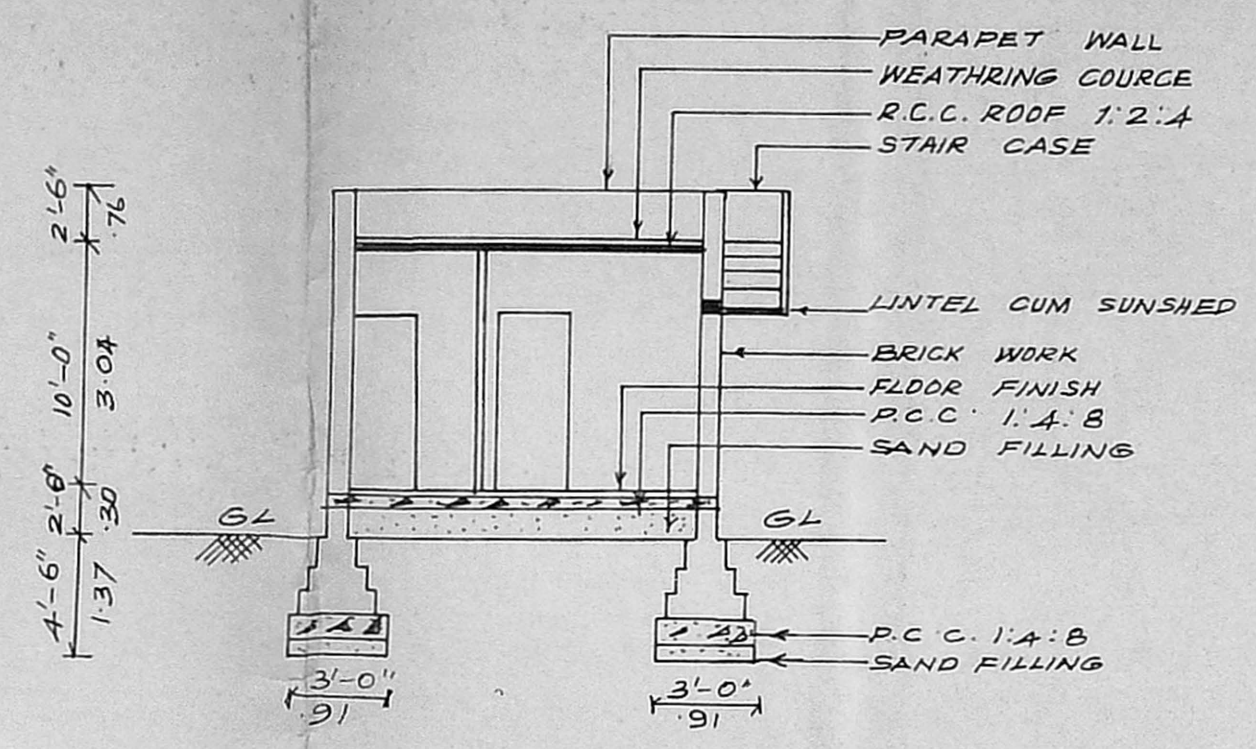 PARAPET WALL
WEATHRING COURCE
R.C.C. ROOF 1:2:4
STAIR CASE
LINTEL CUM SUNSHED
BRICK WORK
FLOOR FINISH
P.C.C. 1:4:8
SAND FILLING
GL
GL
P.C.C. 1:4:8
SAND FILLING
2'-6"
.76
10'-0"
3.04
2'-0"
.30
4'-6"
1.37
3'-0"
.91
3'-0"
.91